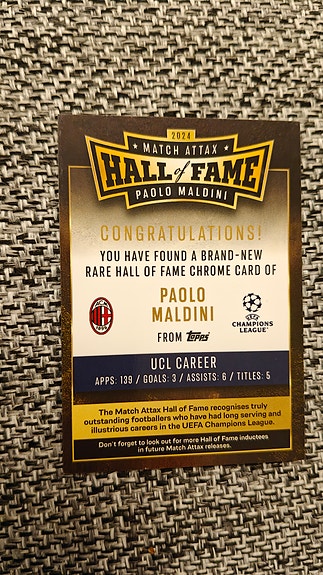 2024
MATCH ATTAX
HALL of FAME
PAOLO MALDINI
CONGRATULATIONS!
YOU HAVE FOUND A BRAND-NEW
RARE HALL OF FAME CHROME CARD OF
PAOLO
MALDINI
FROM Topps
ACM
1899
UEFA
CHAMPIONS
LEAGUE
UCL CAREER
APPS: 139 / GOALS: 3 / ASSISTS: 6 / TITLES: 5
The Match Attax Hall of Fame recognises truly
outstanding footballers who have had long serving and
illustrious careers in the UEFA Champions League.
Don't forget to look out for more Hall of Fame inductees
in future Match Attax releases.